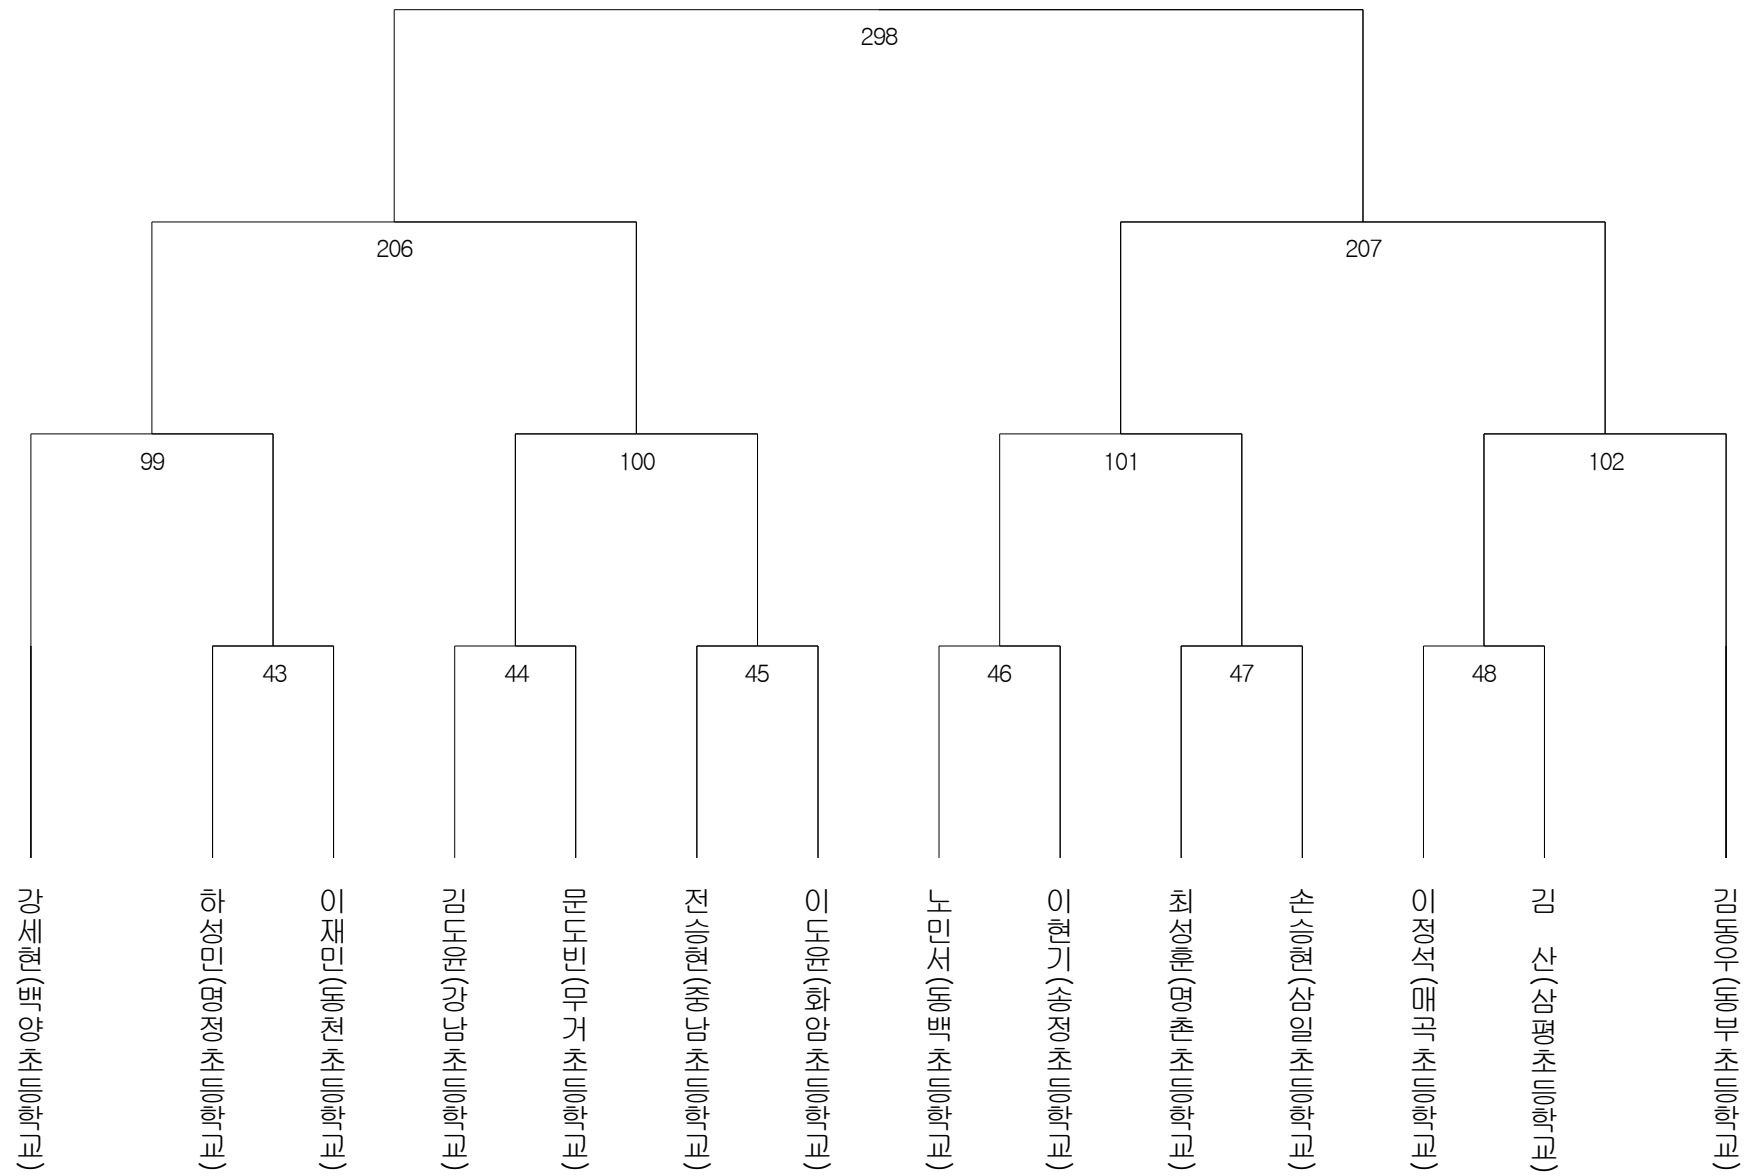 298
206
207
99
100
101
102
43
44
45
46
47
48
강세현(백양초등학교)
하성민(명정초등학교)
이재민(동천초등학교)
김도윤(강남초등학교)
문도빈(무거초등학교)
전승현(중남초등학교)
이도윤(화암초등학교)
노민서(동백초등학교)
이현기(송정초등학교)
최성훈(명촌초등학교)
손승현(삼일초등학교)
이정석(매곡초등학교)
김 산(삼평초등학교)
김동우(동부초등학교)